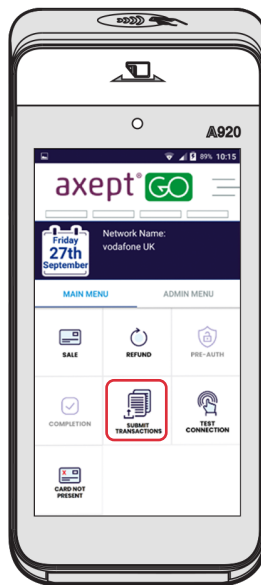 A920
89% 10:15
axept® GO
Friday
27th
September
Network Name:
vodafone UK
MAIN MENU
ADMIN MENU
SALE
REFUND
PRE-AUTH
COMPLETION
SUBMIT
TRANSACTIONS
TEST
CONNECTION
CARD NOT
PRESENT